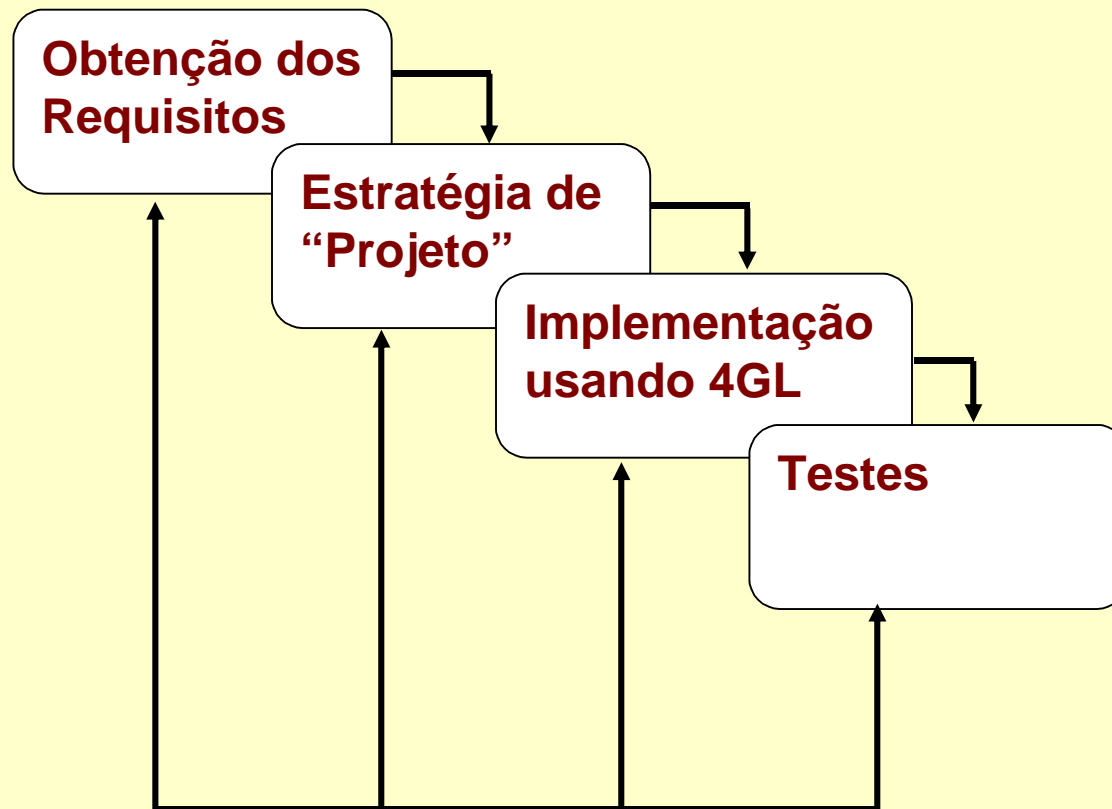 Obtenção dos
Requisitos
Estratégia de
“Projeto”
Implementação
usando 4GL
Testes